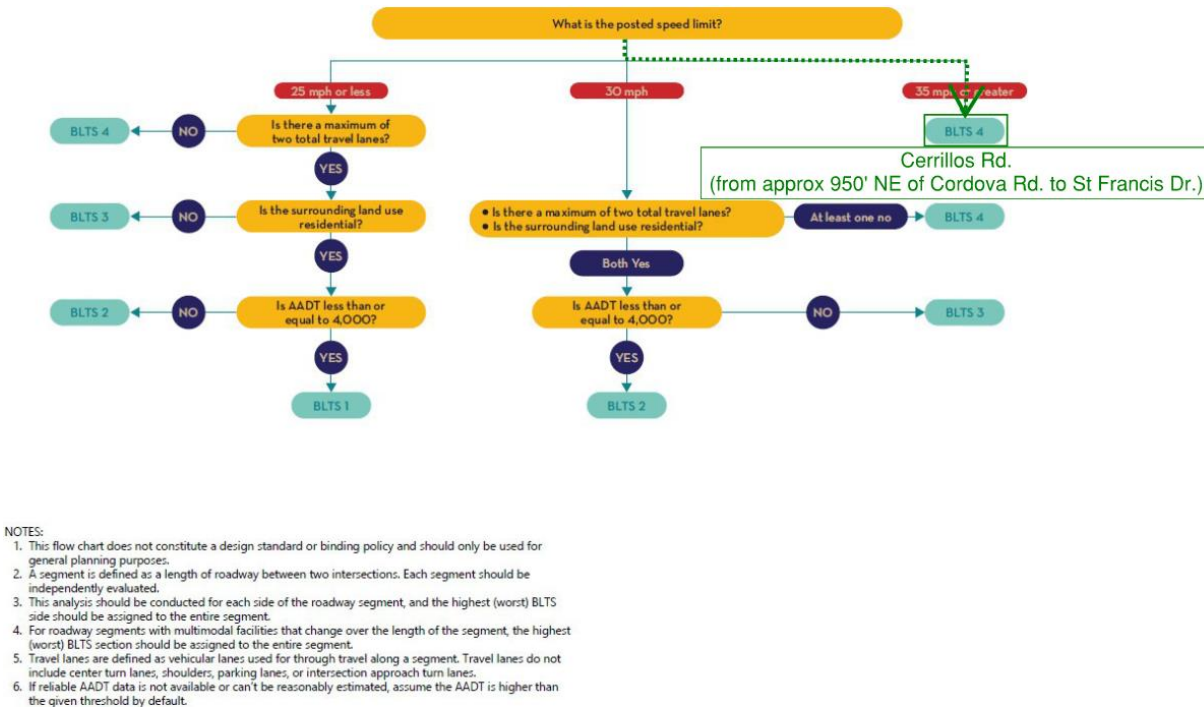 What is the posted speed limit?
25 mph or less
30 mph
35 mph or greater
BLTS 4
NO
Is there a maximum of
two total travel lanes?
BLTS 4
Cerrillos Rd.
(from approx 950' NE of Cordova Rd. to St Francis Dr.)
YES
BLTS 3
NO
Is the surrounding land use
residential?
• Is there a maximum of two total travel lanes?
• Is the surrounding land use residential?
At least one no
BLTS 4
YES
Both Yes
BLTS 2
NO
Is AADT less than or
equal to 4,000?
Is AADT less than or
equal to 4,000?
NO
BLTS 3
YES
YES
BLTS 1
BLTS 2
NOTES:
1. This flow chart does not constitute a design standard or binding policy and should only be used for
general planning purposes.
2. A segment is defined as a length of roadway between two intersections. Each segment should be
independently evaluated.
3. This analysis should be conducted for each side of the roadway segment, and the highest (worst) BLTS
side should be assigned to the entire segment.
4. For roadway segments with multimodal facilities that change over the length of the segment, the highest
(worst) BLTS section should be assigned to the entire segment.
5. Travel lanes are defined as vehicular lanes used for through travel along a segment. Travel lanes do not
include center turn lanes, shoulders, parking lanes, or intersection approach turn lanes.
6. If reliable AADT data is not available or can't be reasonably estimated, assume the AADT is higher than
the given threshold by default.